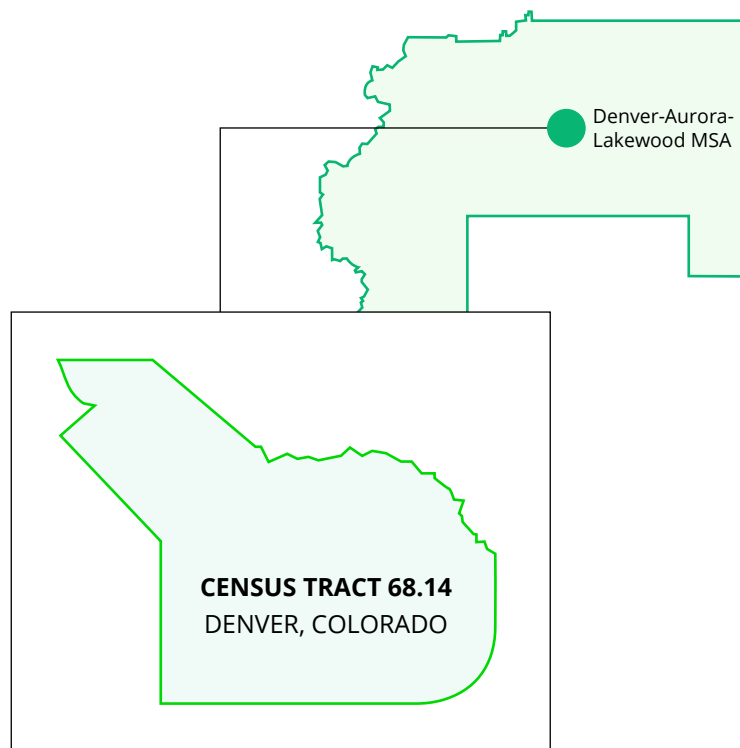 Denver-Aurora-
Lakewood MSA
CENSUS TRACT 68.14
DENVER, COLORADO